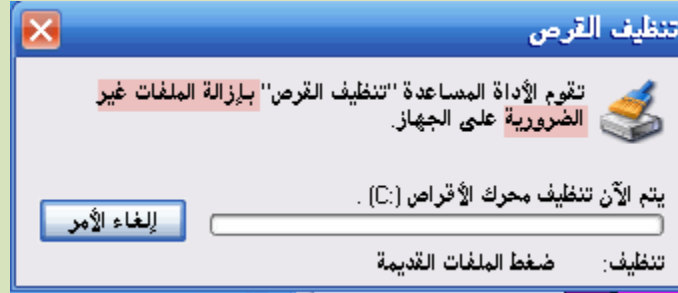 تنظيف القرص
تقوم الأداة المساعدة "تنظيف القرص" بإزالة الملفات غير
الضرورية على الجهاز.
يتم الآن تنظيف محرك الأقراص (C:) .
إلغاء الأمر
تنظيف: ضغط الملفات القديمة